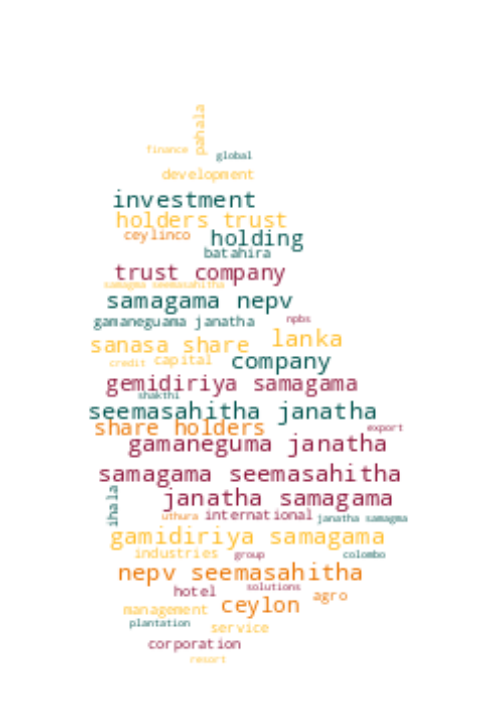 pahala
finance
global
development
investment
holders trust
ceylinco
holding
batahira
trust company
samagma seemasahitha
samagama nepv
gamaneguama janatha
npbs
sanasa share
lanka
credit
capital
company
gemidiriya samagama
shakthi
seemasahitha janatha
share holders
export
gamaneguma janatha
samagama seemasahitha
ihala
janatha samagama
uthura
international
janatha samagma
gamidiriya samagama
industries
group
colombo
nepv seemasahitha
hotel
solutions
agro
management
ceylon
plantation
service
corporation
resort